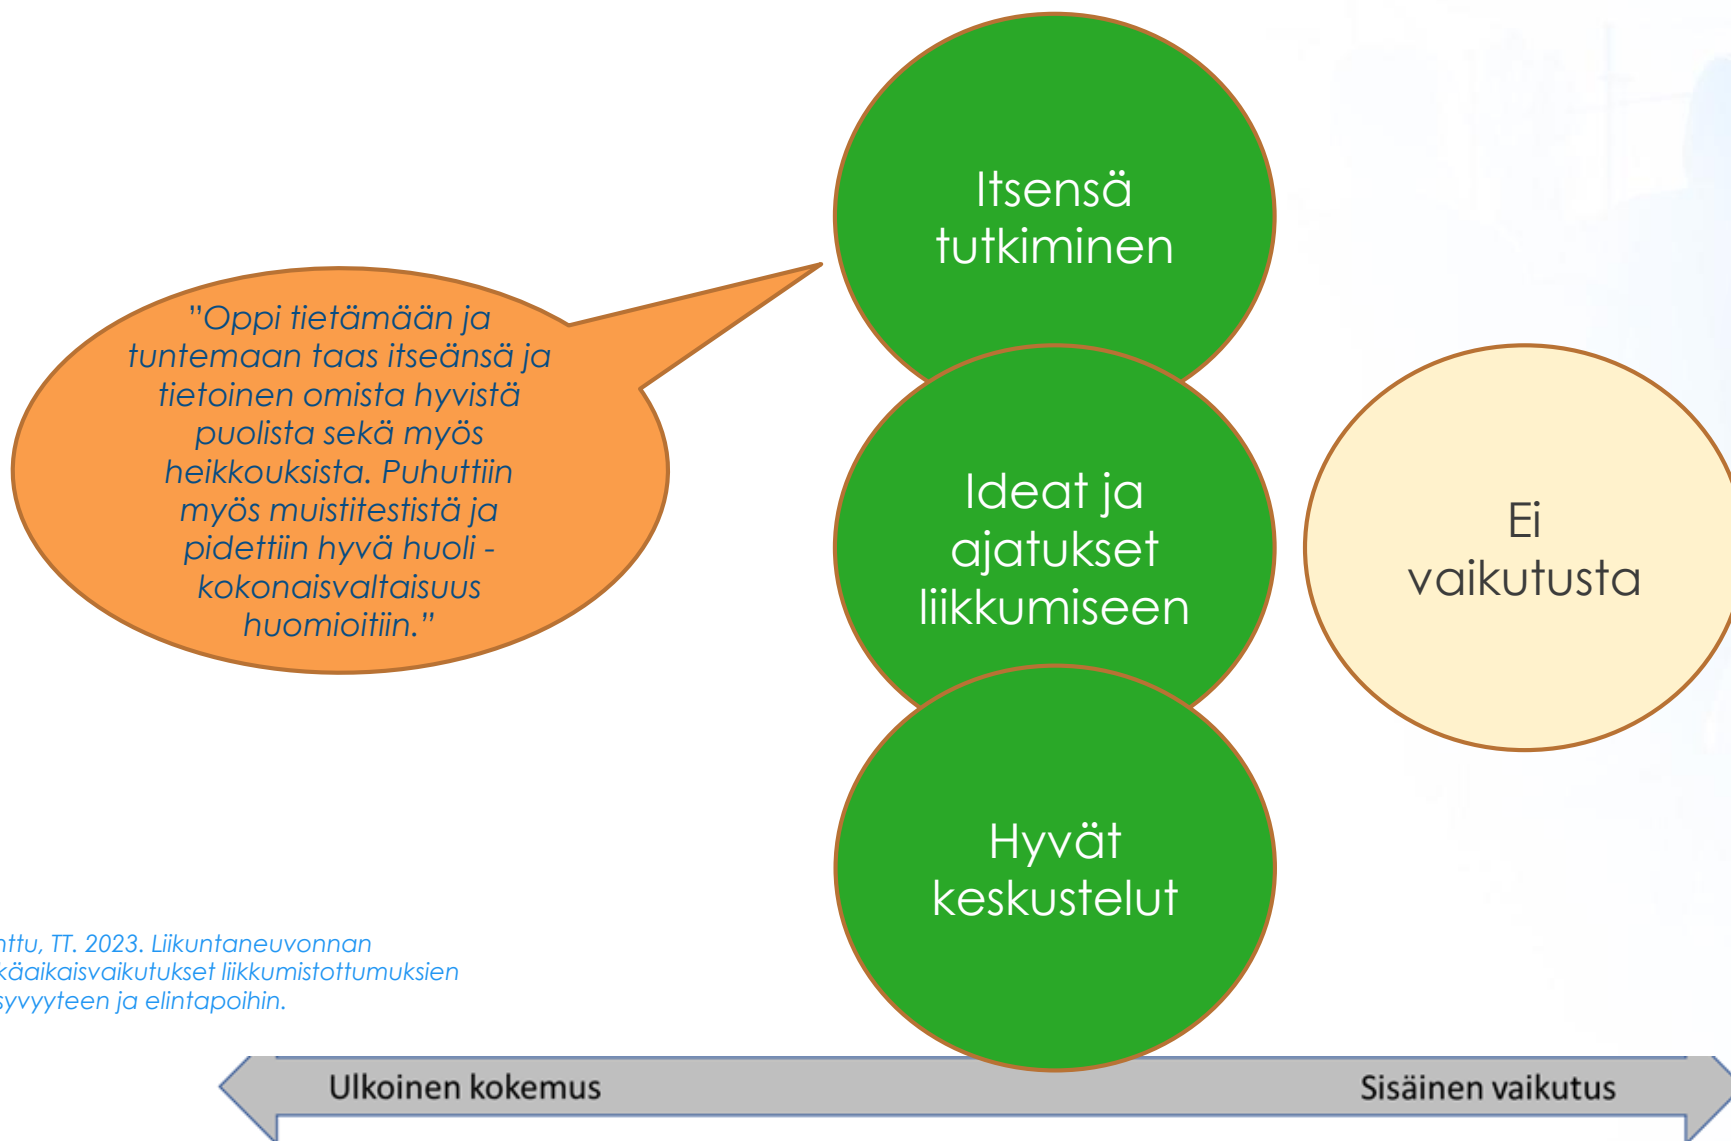 Itsensä
tutkiminen
”Oppi tietämään ja
tuntemaan taas itseänsä ja
tietoinen omista hyvistä
puolista sekä myös
heikkouksista. Puhuttiin
myös muistitestistä ja
pidettiin hyvä huoli -
kokonaisvaltaisuus
huomioitiin.”
Ideat ja
ajatukset
liikkumiseen
Ei
vaikutusta
Hyvät
keskustelut
TT. 2023. Liikuntaneuvonnan
liikkumistottumuksien
ja elintapoihin.
Ulkoinen kokemus
Sisäinen vaikutus